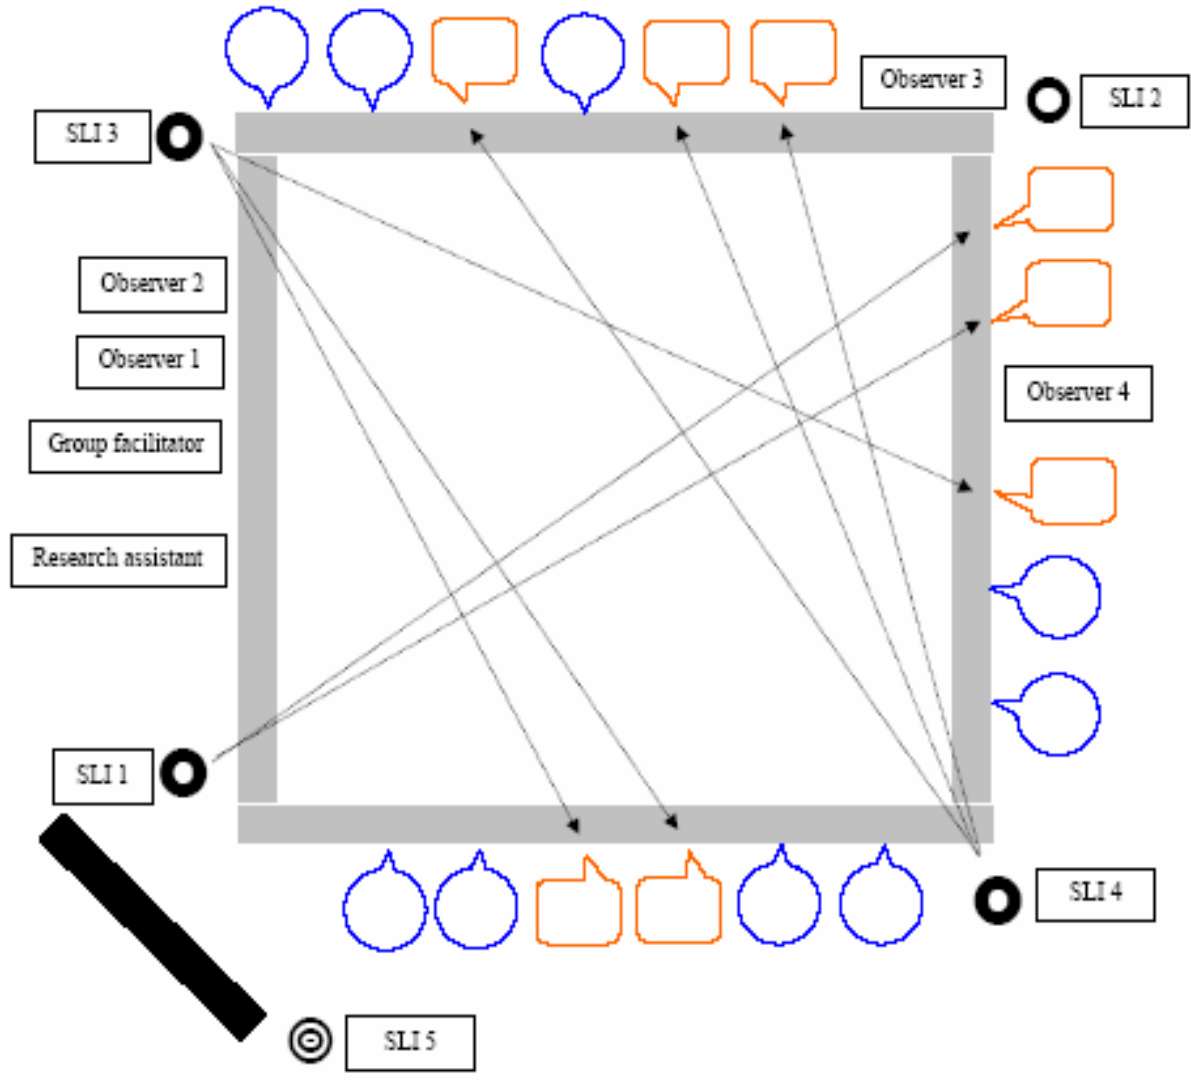 Observer 3
SLI 2
SLI 3
Observer 2
Observer 1
Observer 4
Group facilitator
Research assistant
SLI 1
SLI 4
SLI 5